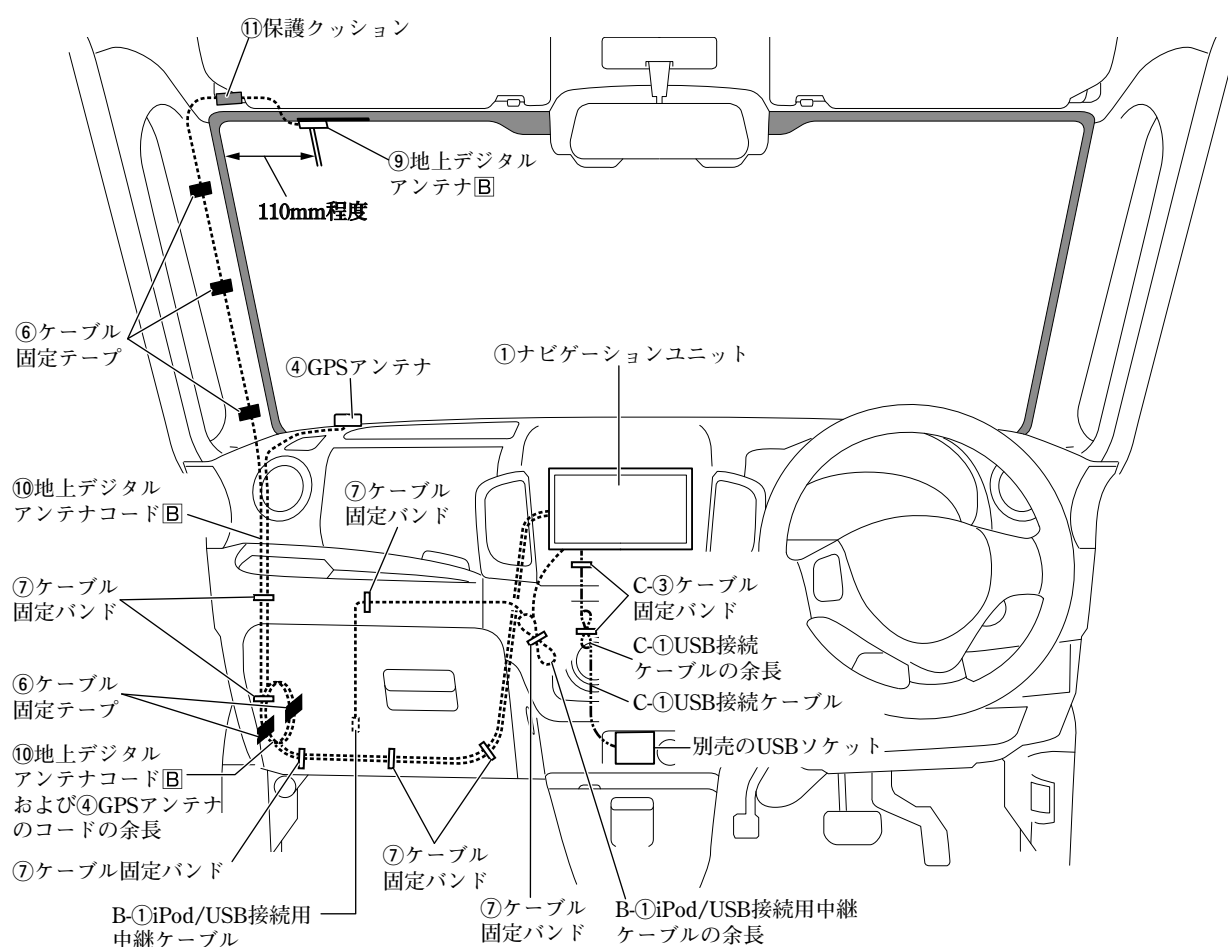 ⑪保護クッション
⑨地上デジタル
アンテナB
110mm程度
⑥ケーブル
固定テープ
④GPSアンテナ
①ナビゲーションユニット
⑩地上デジタル
アンテナコードB
⑦ケーブル
固定バンド
⑦ケーブル
固定バンド
C-③ケーブル
固定バンド
C-①USB接続
ケーブルの余長
C-①USB接続ケーブル
⑥ケーブル
固定テープ
別売のUSBソケット
⑩地上デジタル
アンテナコードB
および④GPSアンテナ
のコードの余長
⑦ケーブル固定バンド
⑦ケーブル
固定バンド
B-①iPod/USB接続用
中継ケーブル
⑦ケーブル
固定バンド
B-①iPod/USB接続用中継
ケーブルの余長